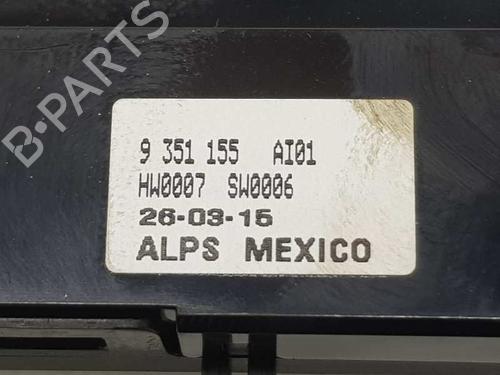 B·PARTS
9 351 155 AI01
HW0007 SW0006
26-03-15
ALPS MEXICO